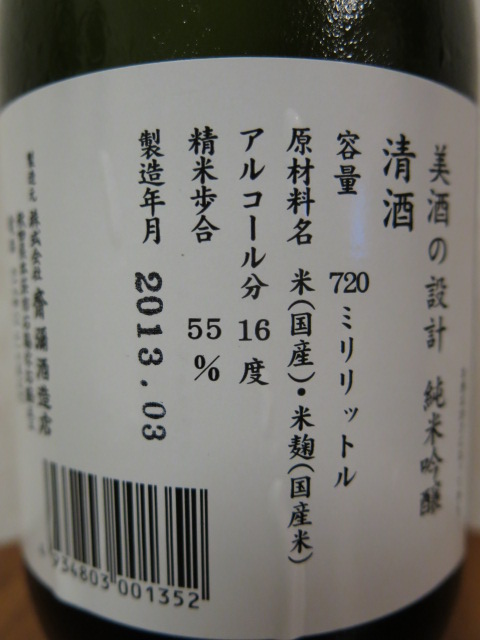 美酒の設計 純米吟醸
清酒
容量 720ミリリットル
原材料名 米(国産)・米麹(国産米)
アルコール分 16度
精米歩合 55%
製造年月 2013.03
製造元 株式会社 齋彌酒造店
4 934803 001352